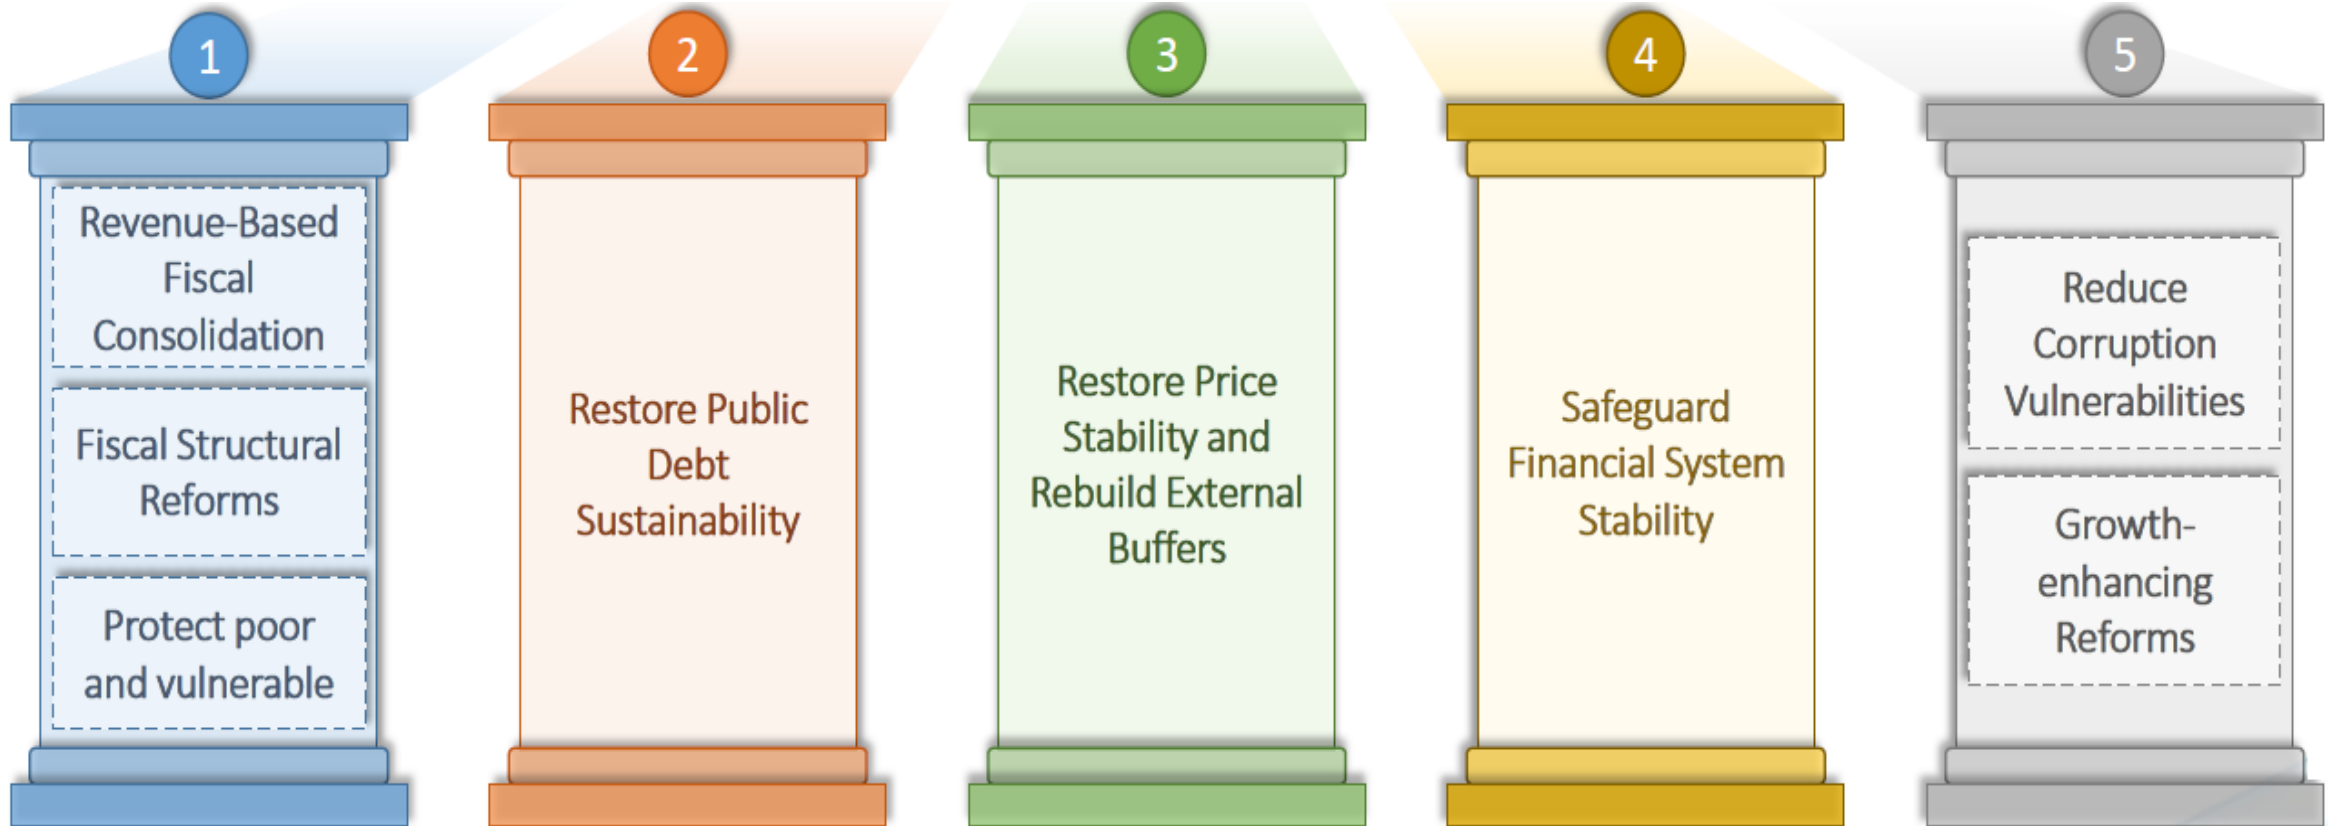 1
Revenue-Based
Fiscal
Consolidation
Fiscal Structural
Reforms
Protect poor
and vulnerable
2
Restore Public
Debt
Sustainability
3
Restore Price
Stability and
Rebuild External
Buffers
4
Safeguard
Financial System
Stability
5
Reduce
Corruption
Vulnerabilities
Growth-
enhancing
Reforms